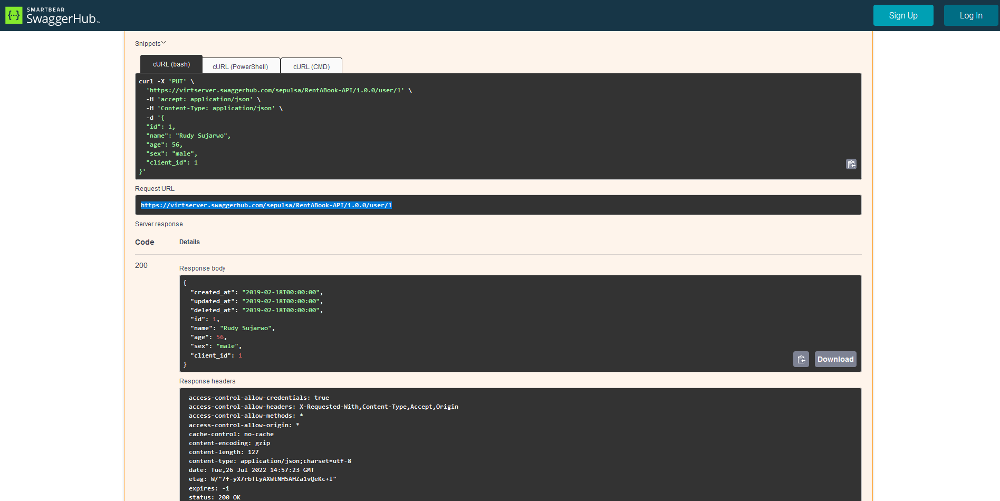 SMARTBEAR
SwaggerHub™
Sign Up
Log In
Snippets
cURL (bash)
cURL (PowerShell)
cURL (CMD)
curl -X 'PUT' \
'https://virtserver.swaggerhub.com/sepulsa/RentABook-API/1.0.0/user/1' \
-H 'accept: application/json' \
-H 'Content-Type: application/json' \
-d '{
"id": 1,
"name": "Rudy Sujarwo",
"age": 56,
"sex": "male",
"client_id": 1
}'
Request URL
https://virtserver.swaggerhub.com/sepulsa/RentABook-API/1.0.0/user/1
Server response
Code Details
200
Response body
{
"created_at": "2019-02-18T00:00:00",
"updated_at": "2019-02-18T00:00:00",
"deleted_at": "2019-02-18T00:00:00",
"id": 1,
"name": "Rudy Sujarwo",
"age": 56,
"sex": "male",
"client_id": 1
}
Download
Response headers
access-control-allow-credentials: true
access-control-allow-headers: X-Requested-With,Content-Type,Accept,Origin
access-control-allow-methods: *
access-control-allow-origin: *
cache-control: no-cache
content-encoding: gzip
content-length: 127
content-type: application/json;charset=utf-8
date: Tue,26 Jul 2022 14:57:23 GMT
etag: W/"7f-yX7rbTLyAXWtNH5AHZa1vQeKc+I"
expires: -1
status: 200 OK